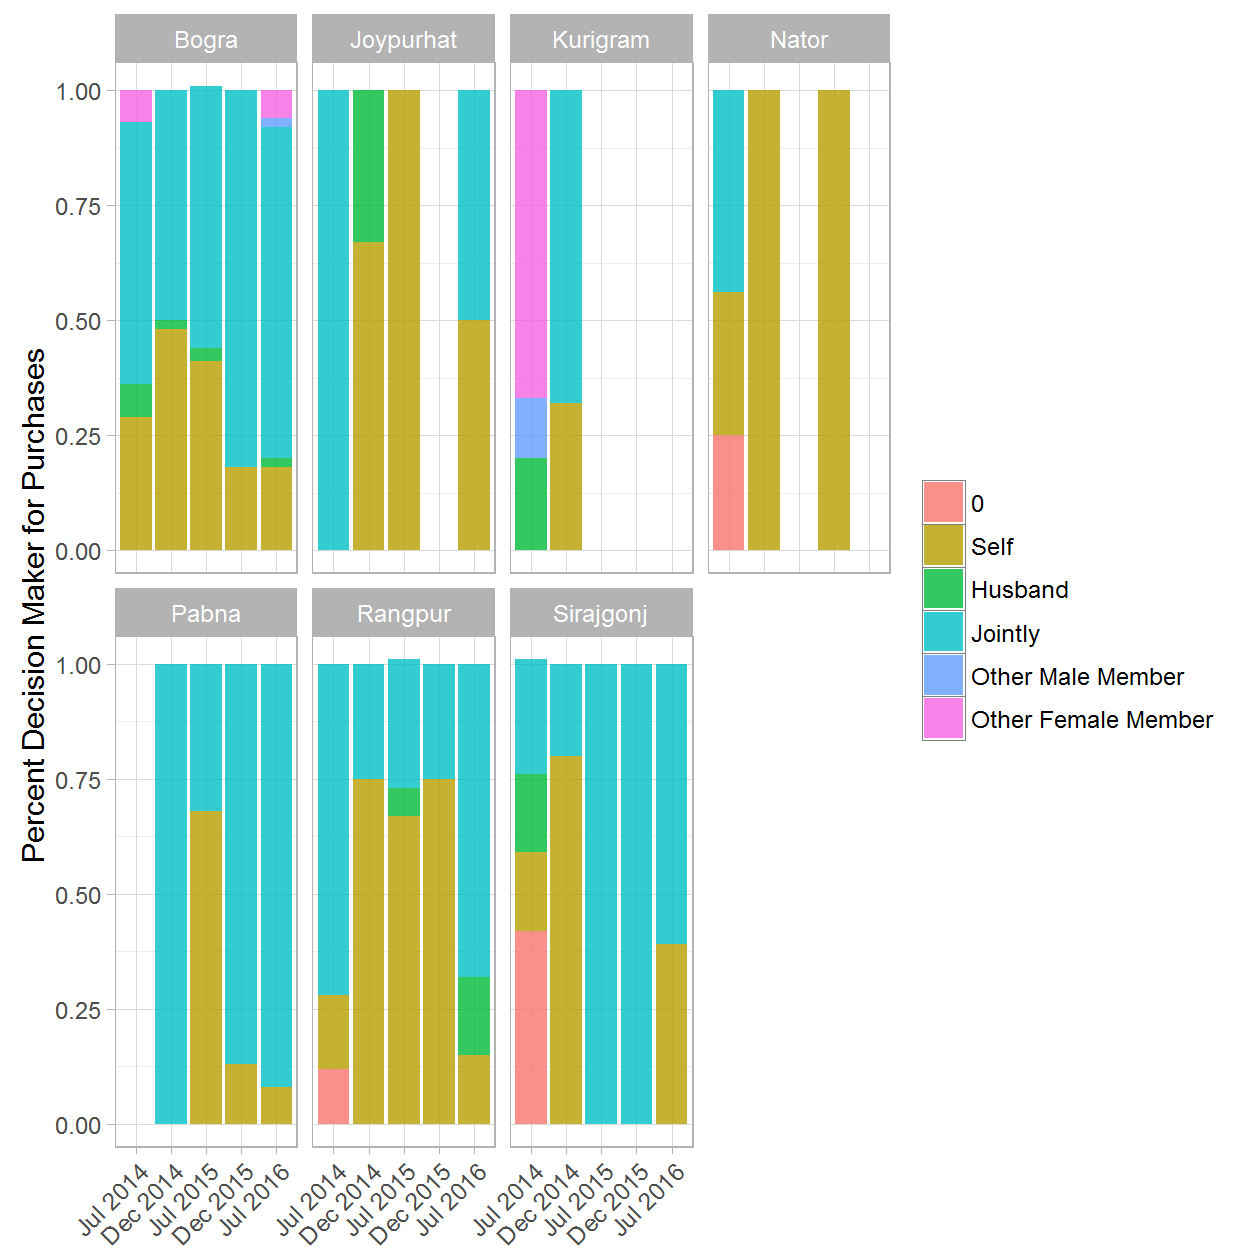 Bogra
Joypurhat
Kurigram
Nator
1.00
0.75
0.50
0.25
0.00
Percent Decision Maker for Purchases
Pabna
Rangpur
Sirajgonj
1.00
0.75
0.50
0.25
0.00
Jul 2014
Dec 2014
Jul 2015
Dec 2015
Jul 2016
Jul 2014
Dec 2014
Jul 2015
Dec 2015
Jul 2016
Jul 2014
Dec 2014
Jul 2015
Dec 2015
Jul 2016
0
Self
Husband
Jointly
Other Male Member
Other Female Member